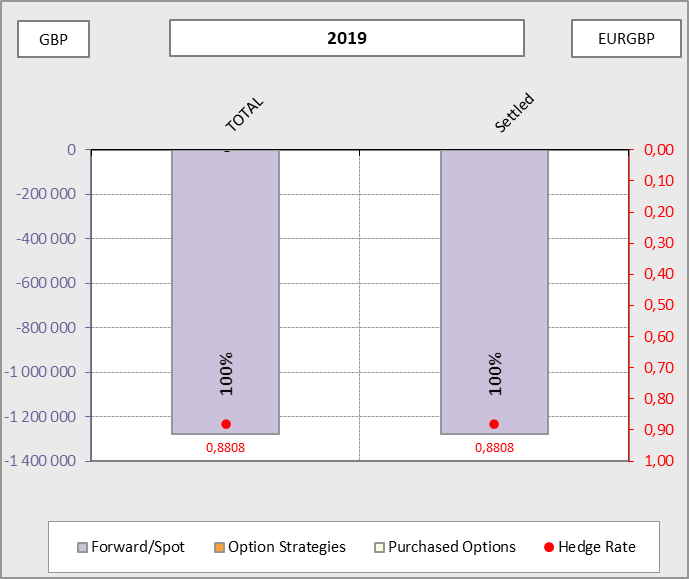 GBP
2019
EURGBP
TOTAL
Settled
0
-200 000
-400 000
-600 000
-800 000
-1 000 000
-1 200 000
-1 400 000
0,00
0,10
0,20
0,30
0,40
0,50
0,60
0,70
0,80
0,90
1,00
-
100%
100%
0,8808
0,8808
Forward/Spot
Option Strategies
Purchased Options
Hedge Rate